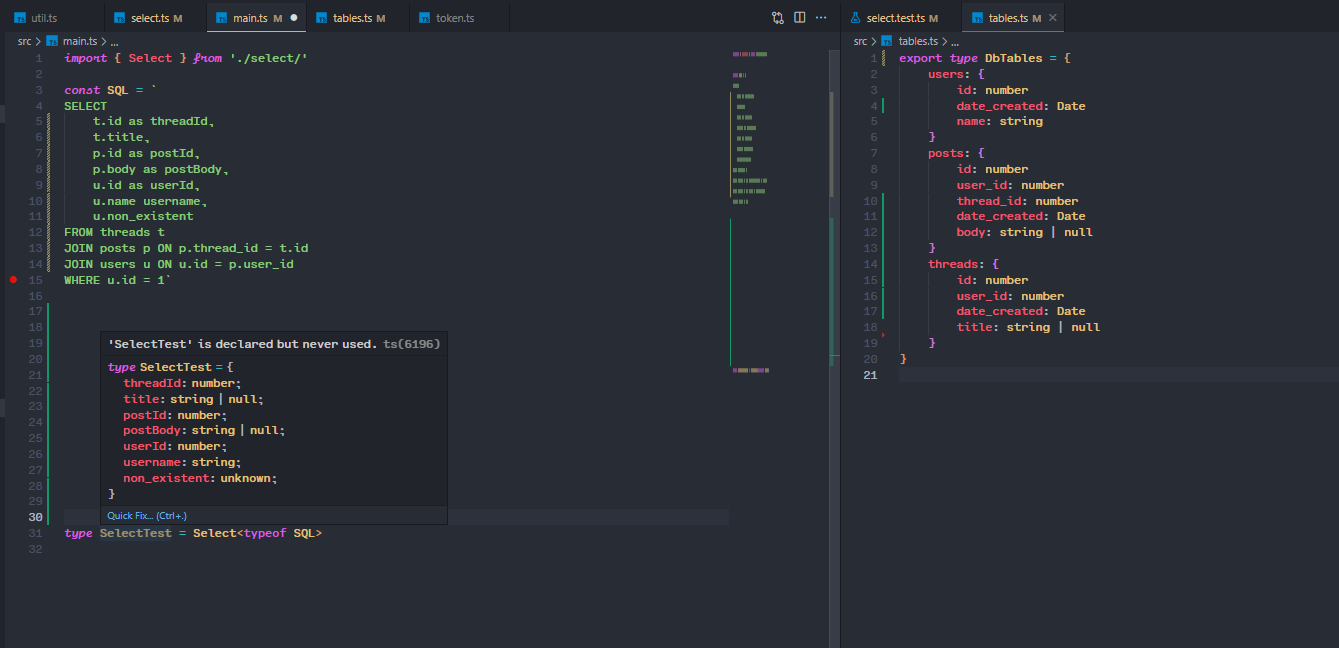 util.ts
select.ts M
main.ts M
tables.ts M
token.ts
select.test.ts M
tables.ts M
src > main.ts > ...
1 import { Select } from './select/'
2
3 const SQL = `
4 SELECT
5 t.id as threadId,
6 t.title,
7 p.id as postId,
8 p.body as postBody,
9 u.id as userId,
10 u.name username,
11 u.non_existent
12 FROM threads t
13 JOIN posts p ON p.thread_id = t.id
14 JOIN users u ON u.id = p.user_id
15 WHERE u.id = 1`
16
17
18
19
20
21
22
23
24
25
26
27
28
29
30
'SelectTest' is declared but never used. ts(6196)
type SelectTest = {
threadId: number;
title: string | null;
postId: number;
postBody: string | null;
userId: number;
username: string;
non_existent: unknown;
}
Quick Fix... (Ctrl+.)
31 type SelectTest = Select<typeof SQL>
32
src > tables.ts > ...
1 export type DbTables = {
2 users: {
3 id: number
4 date_created: Date
5 name: string
6 }
7 posts: {
8 id: number
9 user_id: number
10 thread_id: number
11 date_created: Date
12 body: string | null
13 }
14 threads: {
15 id: number
16 user_id: number
17 date_created: Date
18 title: string | null
19 }
20 }
21